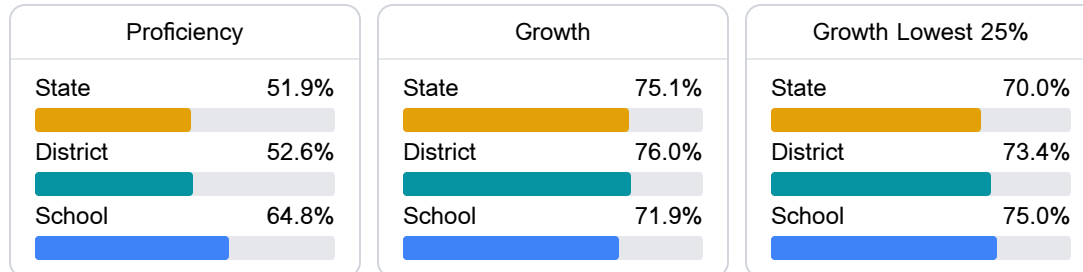 Proficiency
State 51.9%
District 52.6%
School 64.8%
Growth
State 75.1%
District 76.0%
School 71.9%
Growth Lowest 25%
State 70.0%
District 73.4%
School 75.0%